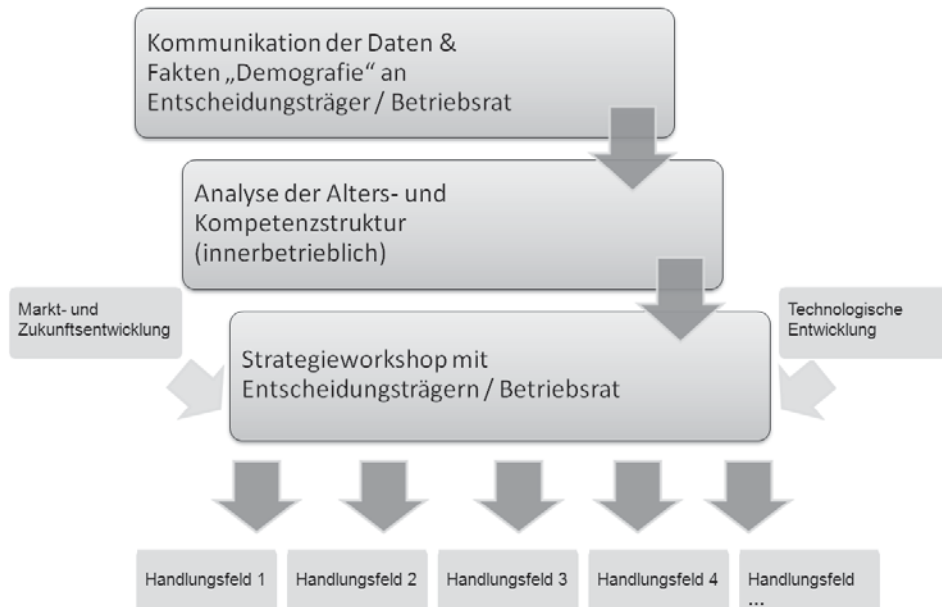 Kommunikation der Daten &
Fakten „Demografie“ an
Entscheidungsträger / Betriebsrat
Analyse der Alters- und
Kompetenzstruktur
(innerbetrieblich)
Markt- und
Zukunftsentwicklung
Technologische
Entwicklung
Strategieworkshop mit
Entscheidungsträgern / Betriebsrat
Handlungsfeld 1
Handlungsfeld 2
Handlungsfeld 3
Handlungsfeld 4
Handlungsfeld
...